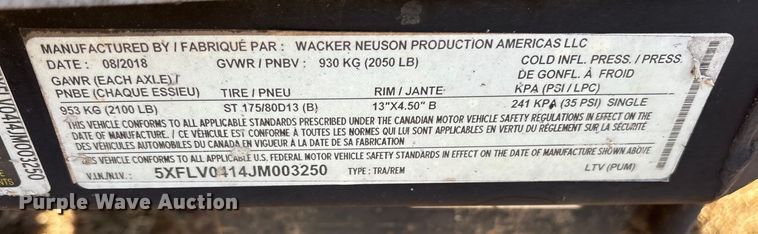 MANUFACTURED BY / FABRIQUÉ PAR : WACKER NEUSON PRODUCTION AMERICAS LLC
DATE : 08/2018 GVWR / PNBV : 930 KG (2050 LB) COLD INFL. PRESS. / PRESS.
GAWR (EACH AXLE) / DE GONFL. À FROID
PNBE (CHAQUE ESSIEU) TIRE / PNEU RIM / JANTE KPA (PSI / LPC)
953 KG (2100 LB) ST 175/80D13 (B) 13"X4.50" B 241 KPA (35 PSI) SINGLE
THIS VEHICLE CONFORMS TO ALL APPLICABLE STANDARDS PRESCRIBED UNDER THE CANADIAN MOTOR VEHICLE SAFETY REGULATIONS IN EFFECT ON THE
DATE OF MANUFACTURE. / CE VÉHICULE EST CONFORME À TOUTES LES NORMES QUI LUI SONT APPLICABLES EN VERTU DU RÈGLEMENT SUR LA SÉCURITÉ
DES VÉHICULES AUTOMOBILES DU CANADA EN VIGUEUR À LA DATE DE SA FABRICATION
THIS VEHICLE CONFORMS TO ALL APPLICABLE U.S. FEDERAL MOTOR VEHICLE SAFETY STANDARDS IN EFFECT ON THE DATE OF MANUFACTURE SHOWN ABOVE.
V.I.N./N.I.V.: 5XFLV0414JM003250 TYPE : TRA/REM LTV (PUM)
Purple Wave Auction